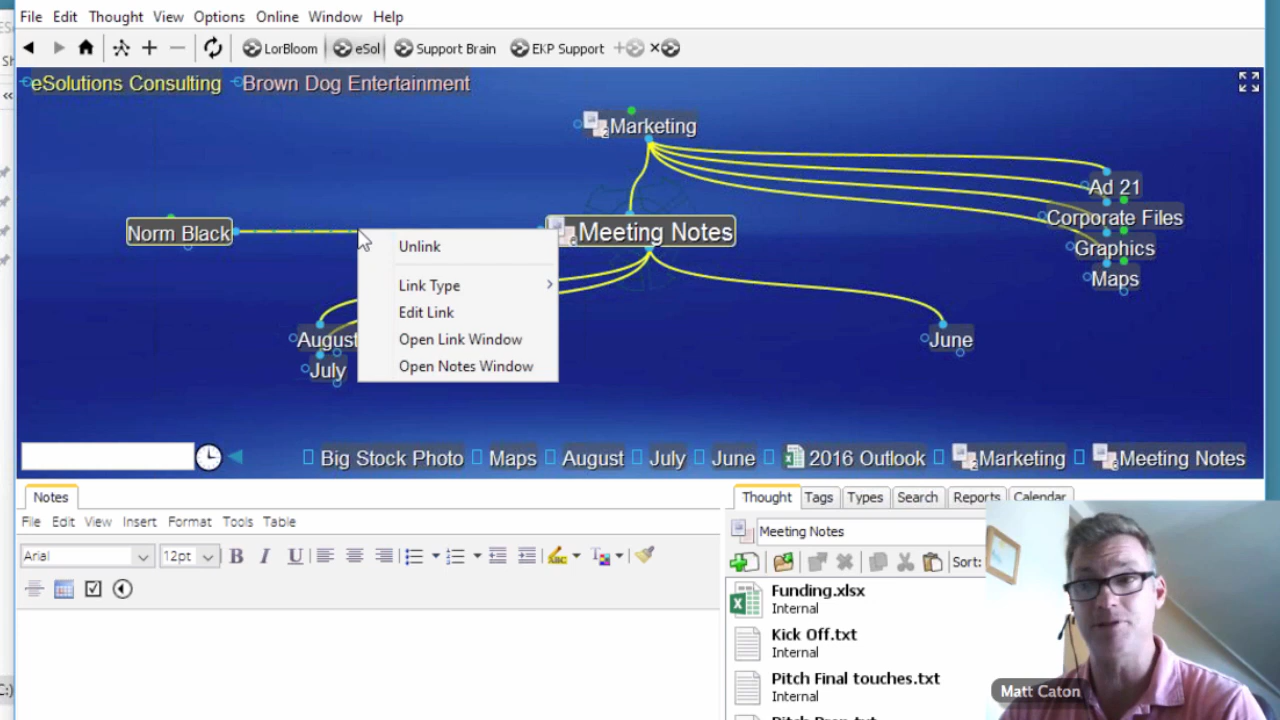 File Edit Thought View Options Online Window Help
LorBloom eSol Support Brain EKP Support
eSolutions Consulting Brown Dog Entertainment
Marketing
Ad 21
Corporate Files
Norm Black
Meeting Notes
Graphics
Unlink
Maps
Link Type
Edit Link
August
Open Link Window
June
July
Open Notes Window
Big Stock Photo Maps August July June 2016 Outlook Marketing Meeting Notes
Notes
Thought Tags Types Search Reports Calendar
File Edit View Insert Format Tools Table
Meeting Notes
Arial 12pt B I U ABC
Sort:
Funding.xlsx
Internal
Kick Off.txt
Internal
Pitch Final touches.txt
Internal
Matt Caton